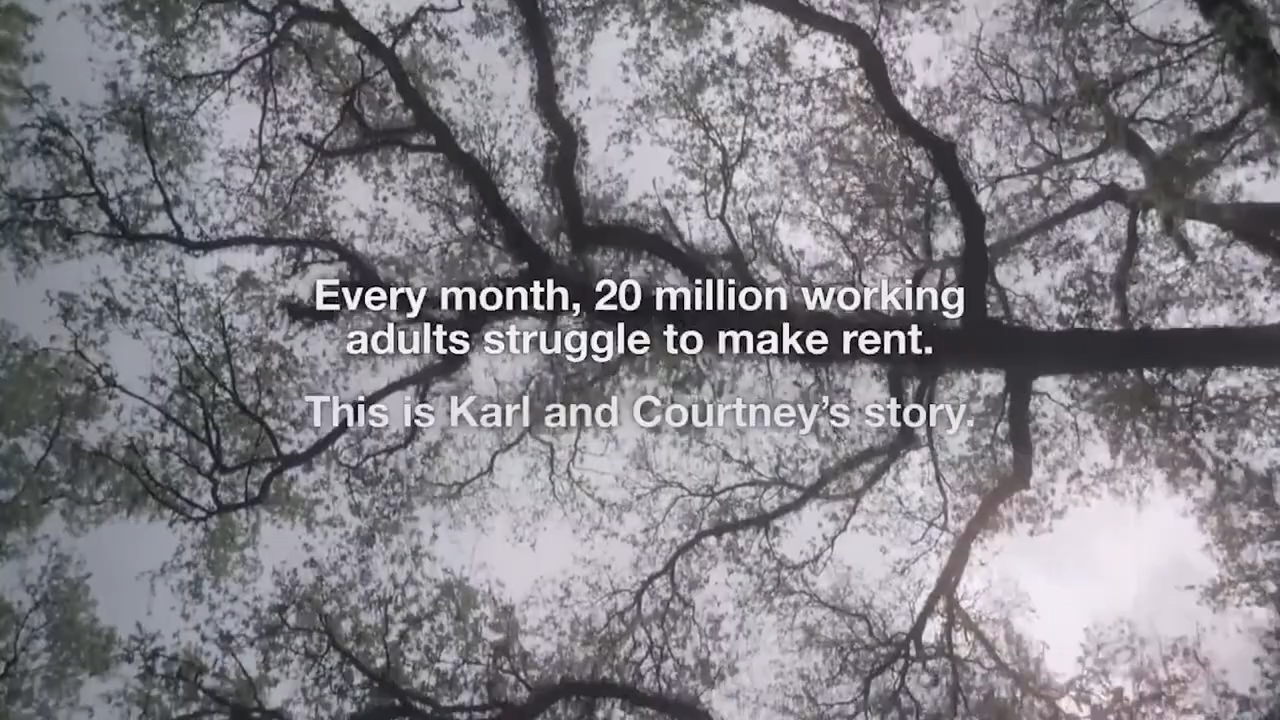 Every month, 20 million working
adults struggle to make rent.
This is Karl and Courtney’s story.